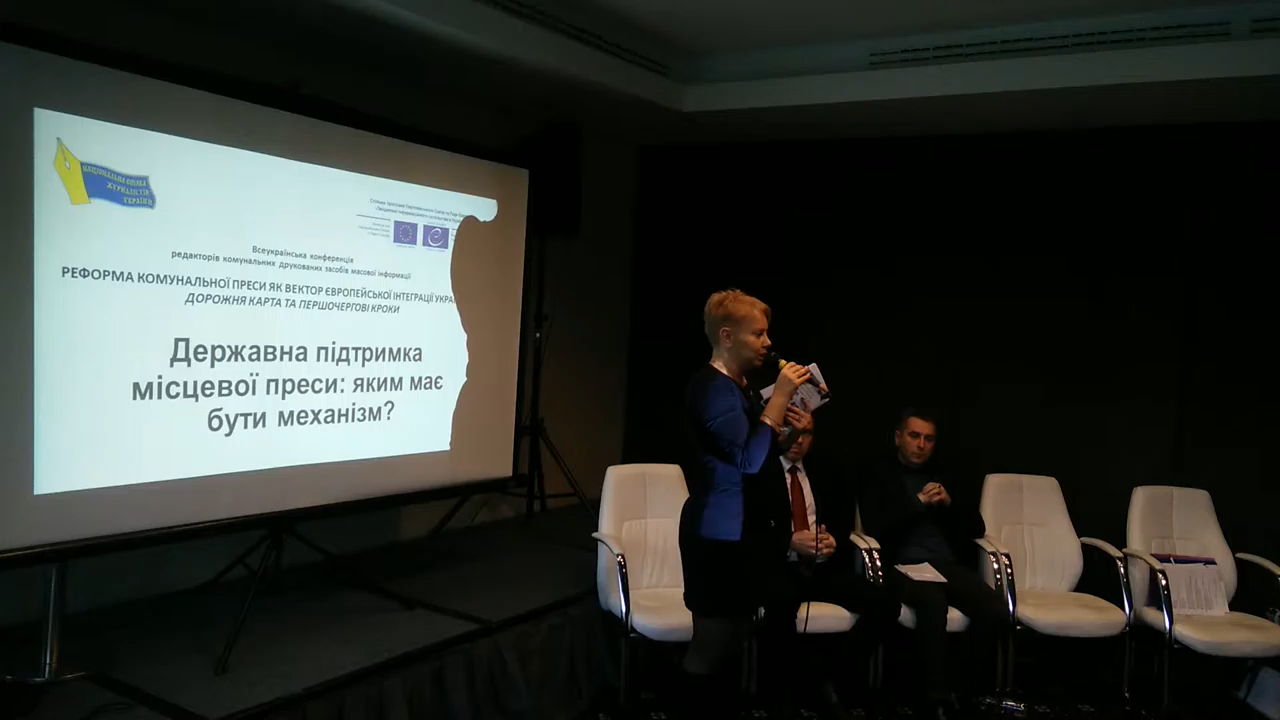 НАЦІОНАЛЬНА СПІЛКА
ЖУРНАЛІСТІВ
УКРАЇНИ
Всеукраїнська конференція
редакторів комунальних друкованих засобів масової інформації
РЕФОРМА КОМУНАЛЬНОЇ ПРЕСИ ЯК ВЕКТОР ЄВРОПЕЙСЬКОЇ ІНТЕГРАЦІЇ
ДОРОЖНЯ КАРТА ТА ПЕРШОЧЕРГОВІ КРОКИ
Державна підтримка
місцевої преси: яким має
бути механізм?